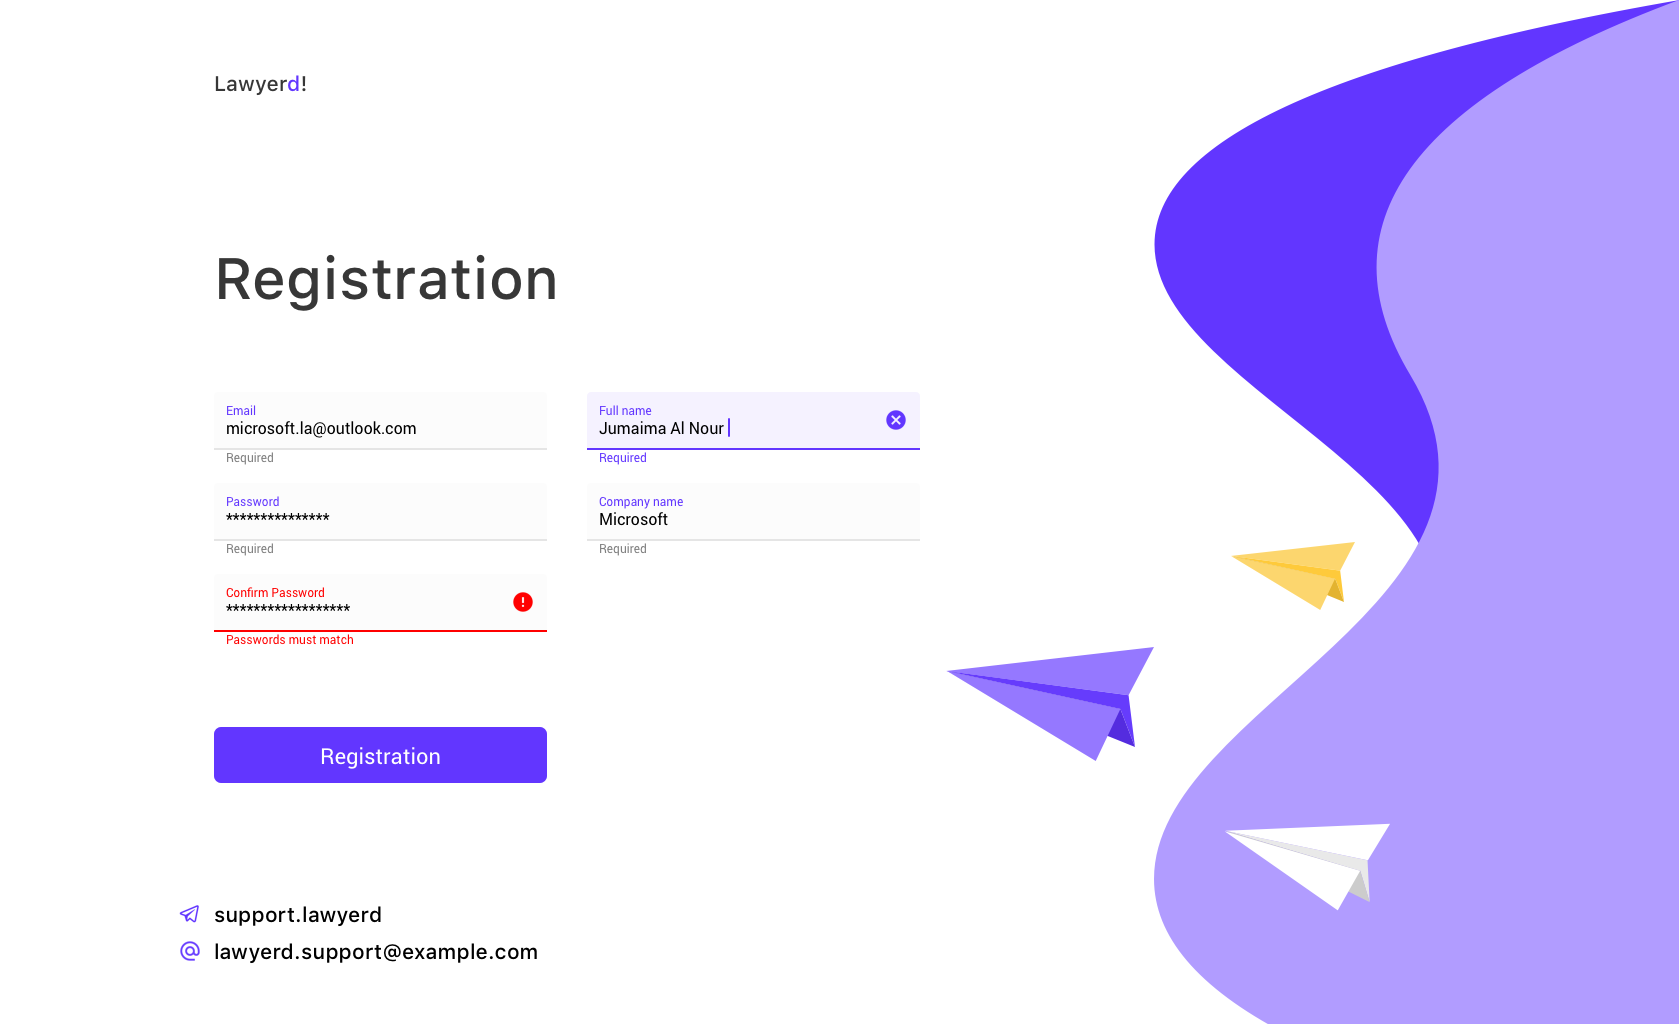 Lawyerd!
Registration
Email
microsoft.la@outlook.com
Required
Full name
Jumaima Al Nour
Required
Password
***************
Required
Company name
Microsoft
Required
Confirm Password
******************
Passwords must match
Registration
support.lawyerd
lawyerd.support@example.com